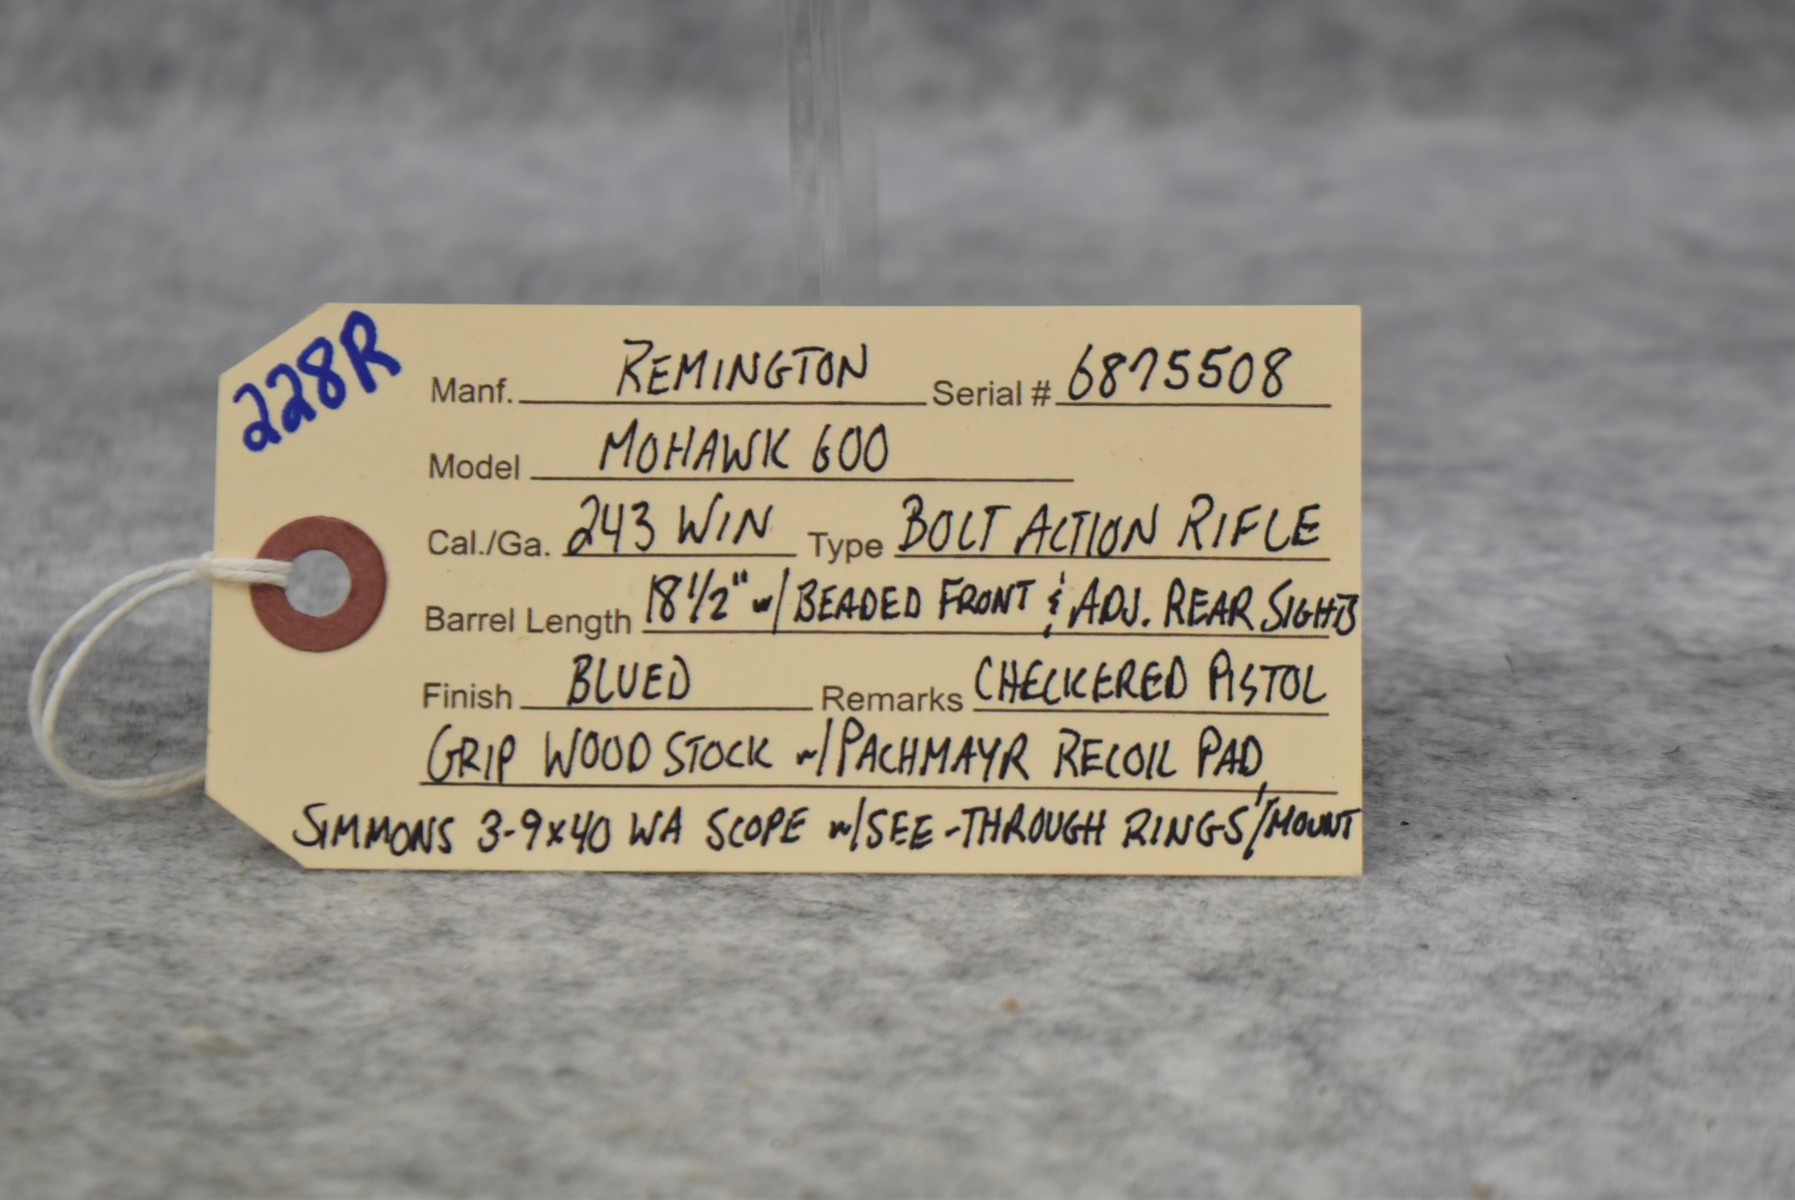 228R
Manf. REMINGTON Serial # 6875508
Model MOHAWK 600
Cal./Ga. 243 WIN Type BOLT ACTION RIFLE
Barrel Length 18 1/2" w/ BEADED FRONT & ADJ. REAR SIGHTS
Finish BLUED Remarks CHECKERED PISTOL
GRIP WOOD STOCK w/ PACHMAYR RECOIL PAD,
SIMMONS 3-9x40 WA SCOPE w/ SEE-THROUGH RINGS/MOUNT